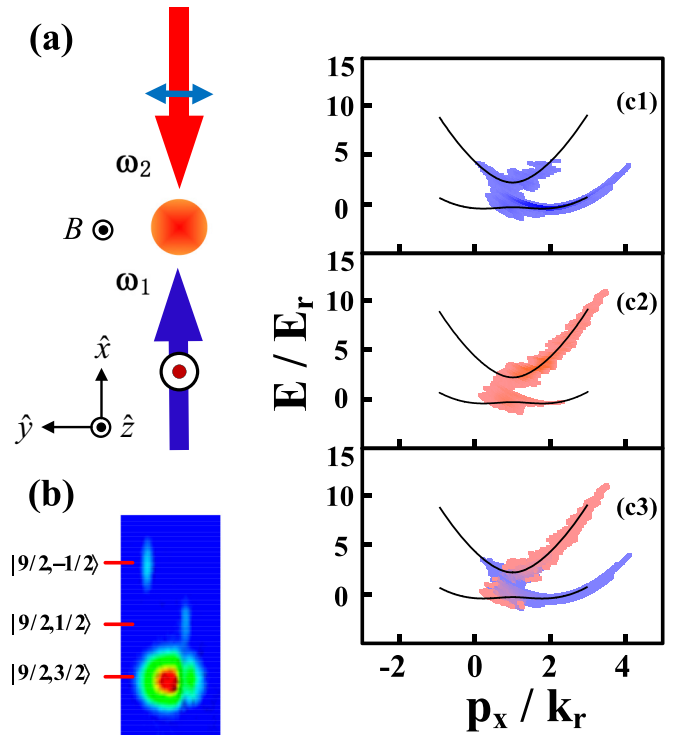 (a)
ω2
B
ω1
x̂
ŷ
ẑ
(b)
|9/2,−1/2⟩
|9/2,1/2⟩
|9/2,3/2⟩
E / Er
15
10
5
0
(c1)
15
10
5
0
(c2)
15
10
5
0
(c3)
-2 0 2 4
px / kr